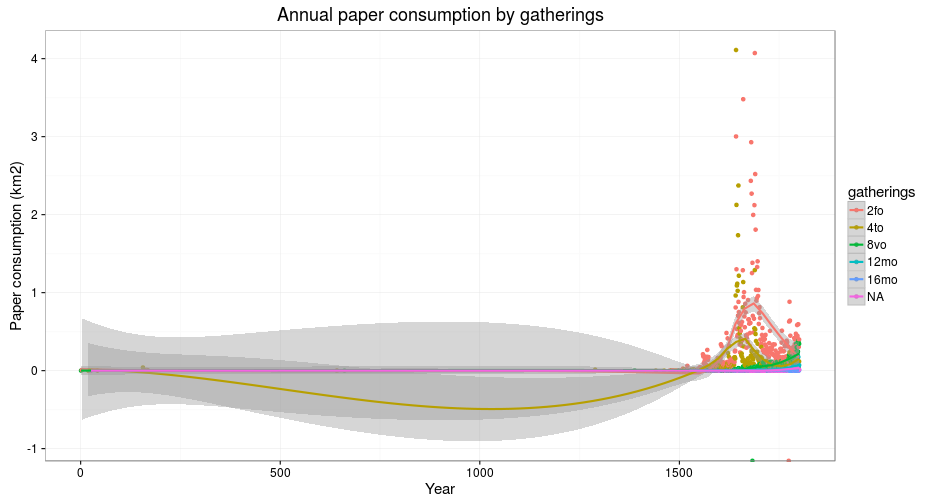 Annual paper consumption by gatherings
Paper consumption (km2)
4
3
2
1
0
-1
0 500 1000 1500
Year
gatherings
2fo
4to
8vo
12mo
16mo
NA